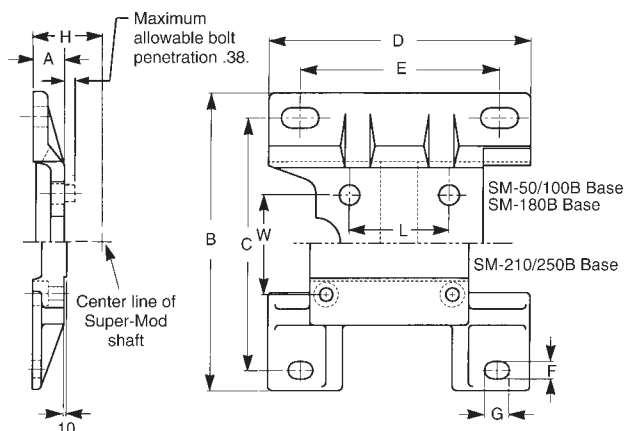 H
A
Maximum
allowable bolt
penetration .38.
D
E
SM-50/100B Base
SM-180B Base
L
W
C
B
SM-210/250B Base
Center line of
Super-Mod
shaft
F
G
10